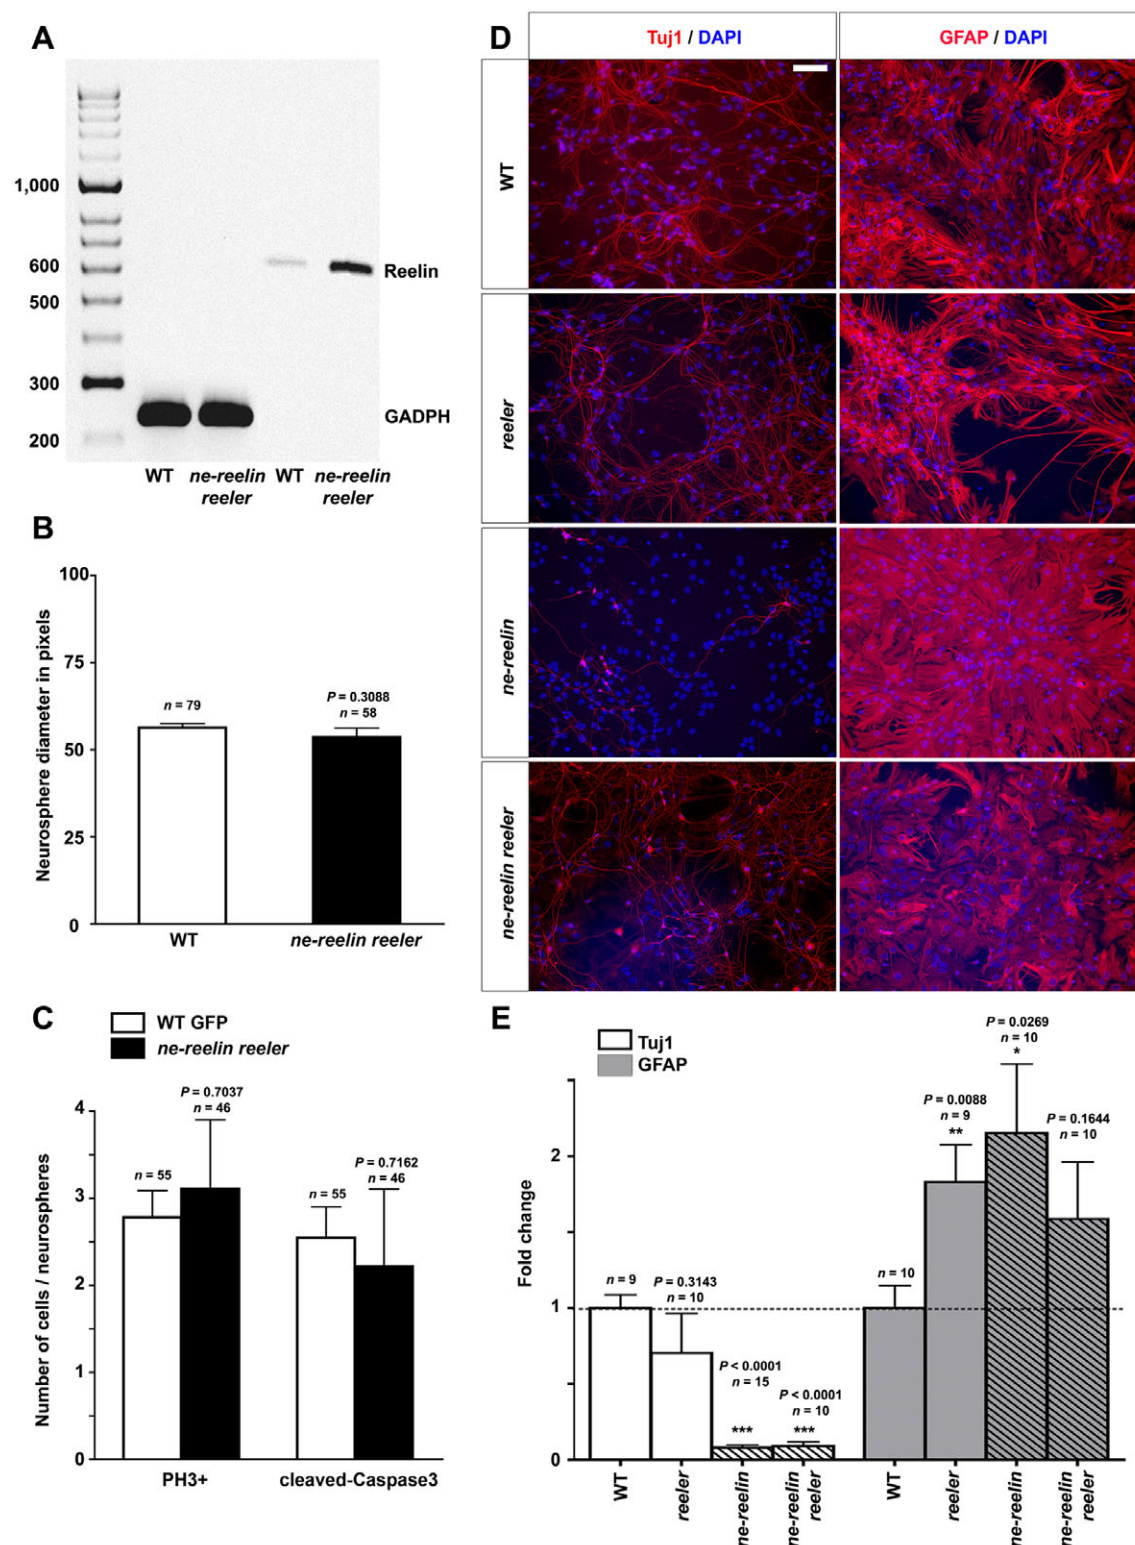 A
1,000
600
500
300
200
Reelin
GADPH
WT
ne-reelin
reeler
WT
ne-reelin
reeler
B
Neurosphere diameter in pixels
100
75
50
25
0
n = 79
P = 0.3088
n = 58
WT
ne-reelin reeler
C
WT GFP
ne-reelin reeler
Number of cells / neurospheres
4
3
2
1
0
n = 55
P = 0.7037
n = 46
n = 55
P = 0.7162
n = 46
PH3+
cleaved-Caspase3
D
Tuj1 / DAPI
GFAP / DAPI
WT
reeler
ne-reelin
ne-reelin reeler
E
Tuj1
GFAP
Fold change
2
1
0
n = 9
P = 0.3143
n = 10
P < 0.0001
n = 15
***
P < 0.0001
n = 10
***
n = 10
P = 0.0088
n = 9
**
P = 0.0269
n = 10
*
P = 0.1644
n = 10
WT
reeler
ne-reelin
ne-reelin
reeler
WT
reeler
ne-reelin
ne-reelin
reeler